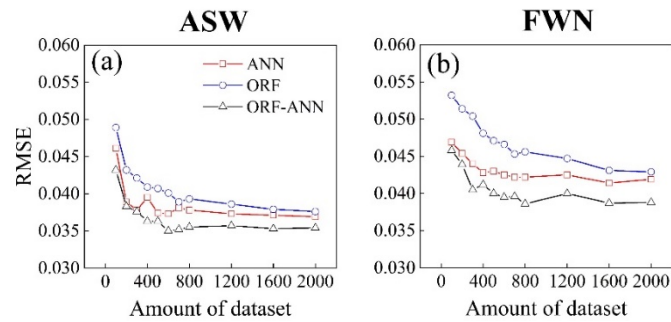 ASW FWN
(a)
ANN
ORF
ORF-ANN
(b)
RMSE
0.060
0.055
0.050
0.045
0.040
0.035
0.030
0.060
0.055
0.050
0.045
0.040
0.035
0.030
0 400 800 1200 1600 2000
0 400 800 1200 1600 2000
Amount of dataset
Amount of dataset